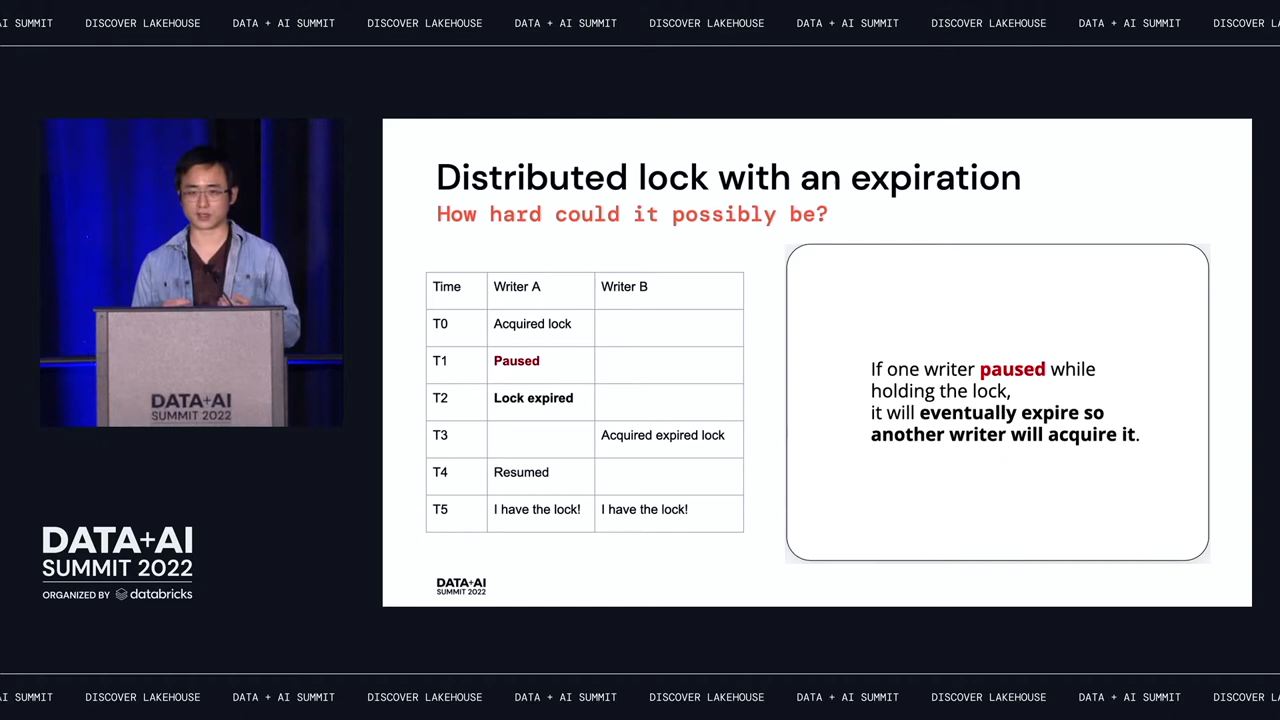 AI SUMMIT DISCOVER LAKEHOUSE DATA + AI SUMMIT DISCOVER LAKEHOUSE DATA + AI SUMMIT DISCOVER LAKEHOUSE DATA + AI SUMMIT DISCOVER LAKEHOUSE DATA + AI SUMMIT DISCOVER
Distributed lock with an expiration
How hard could it possibly be?
Time Writer A Writer B
T0 Acquired lock
T1 Paused
T2 Lock expired
T3 Acquired expired lock
T4 Resumed
T5 I have the lock! I have the lock!
If one writer paused while
holding the lock,
it will eventually expire so
another writer will acquire it.
DATA+AI
SUMMIT 2022
DATA+AI
SUMMIT 2022
DATA+AI
SUMMIT 2022
ORGANIZED BY databricks
AI SUMMIT DISCOVER LAKEHOUSE DATA + AI SUMMIT DISCOVER LAKEHOUSE DATA + AI SUMMIT DISCOVER LAKEHOUSE DATA + AI SUMMIT DISCOVER LAKEHOUSE DATA + AI SUMMIT DISCOVER